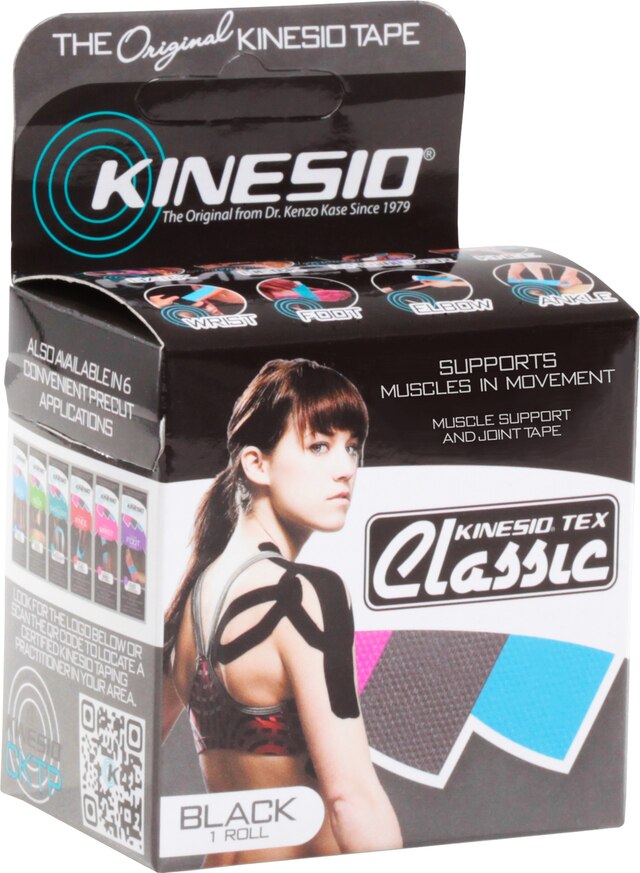 THE Original KINESIO TAPE
KINESIO®
The Original from Dr. Kenzo Kase Since 1979
WRIST
FOOT
ELBOW
ANKLE
ALSO AVAILABLE IN 6
CONVENIENT PRECUT
APPLICATIONS
SUPPORTS
MUSCLES IN MOVEMENT
MUSCLE SUPPORT
AND JOINT TAPE
KINESIO TEX
Classic
LOOK FOR THE LOGO BELOW OR
SCAN THE QR CODE TO LOCATE A
CERTIFIED KINESIO TAPING
PRACTITIONER IN YOUR AREA.
KINESIO
CKTP
BLACK
1 ROLL